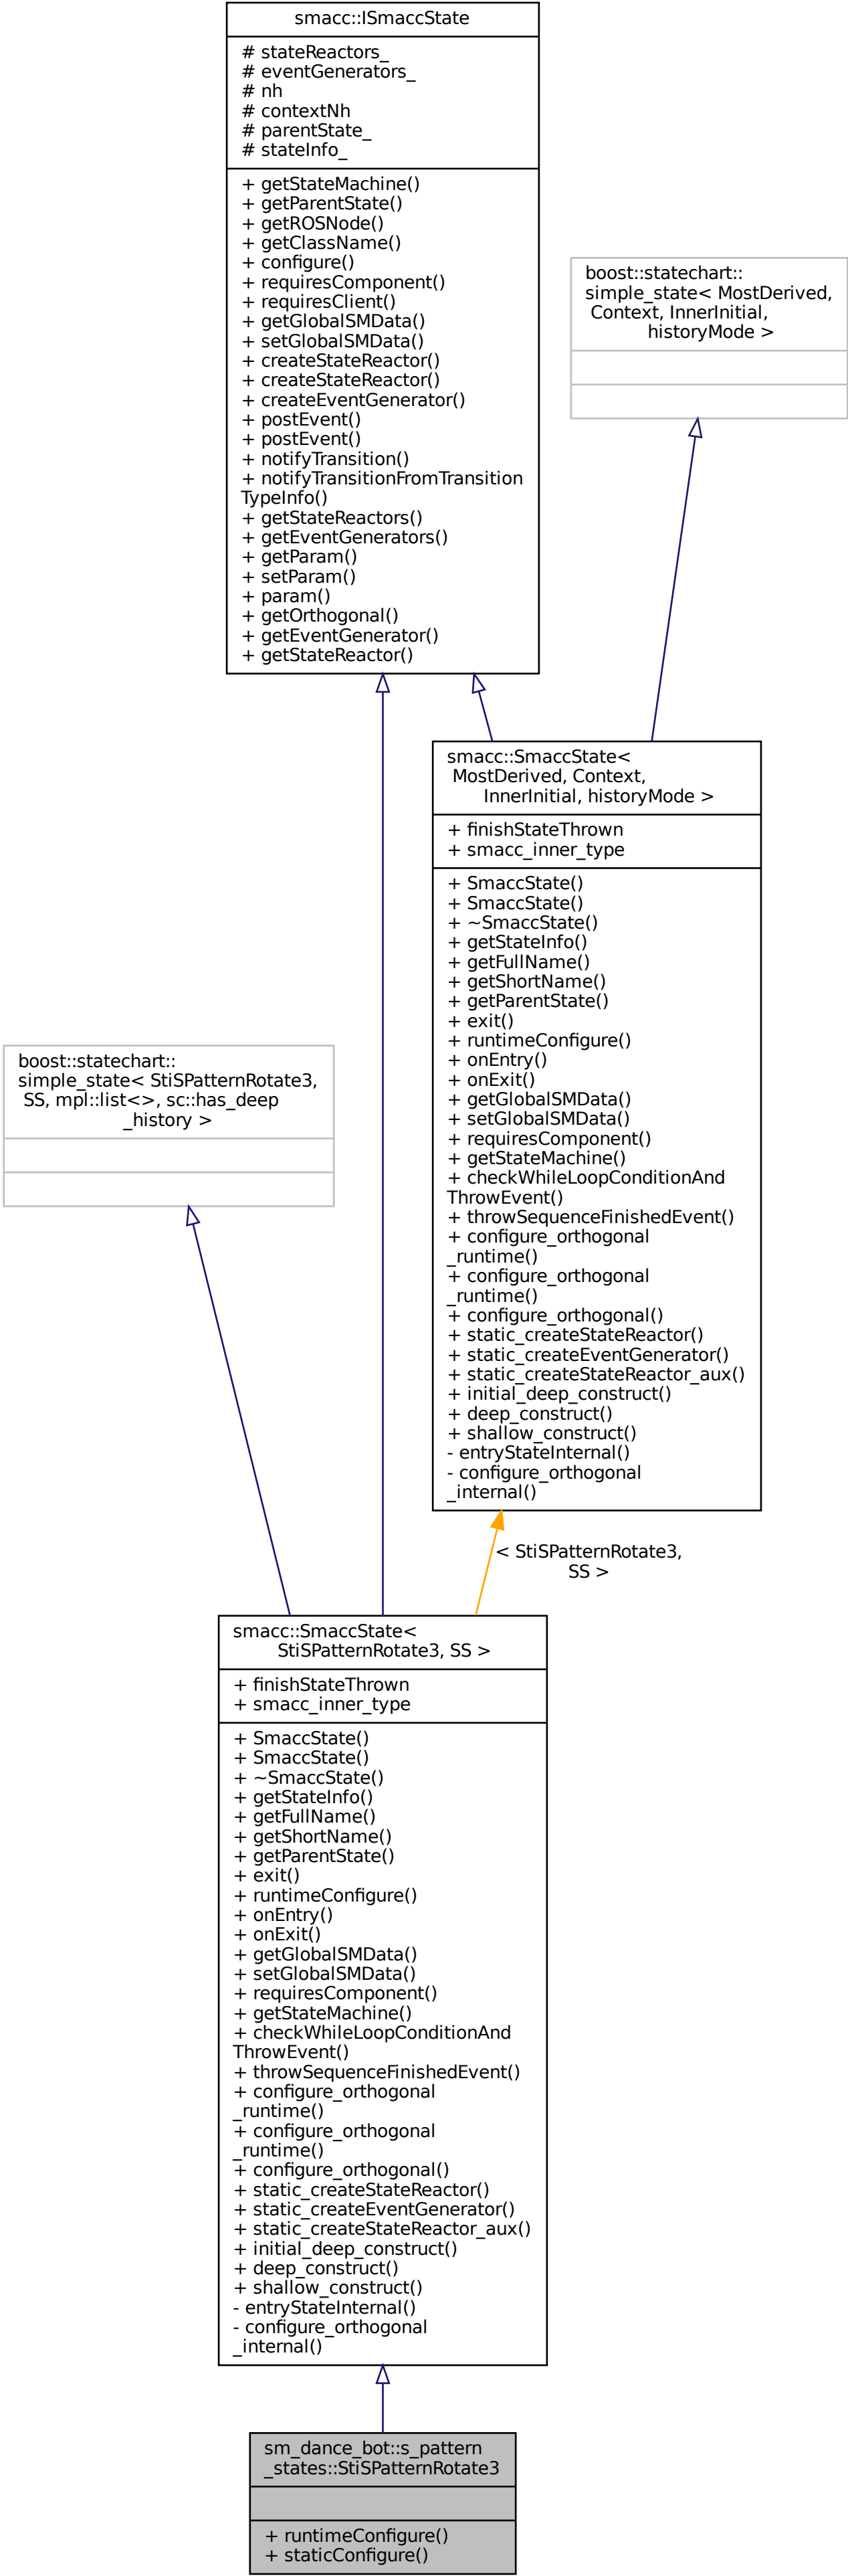 smacc::ISmaccState
# stateReactors_
# eventGenerators_
# nh
# contextNh
# parentState_
# stateInfo_
+ getStateMachine()
+ getParentState()
+ getROSNode()
+ getClassName()
+ configure()
+ requiresComponent()
+ requiresClient()
+ getGlobalSMData()
+ setGlobalSMData()
+ createStateReactor()
+ createStateReactor()
+ createEventGenerator()
+ postEvent()
+ postEvent()
+ notifyTransition()
+ notifyTransitionFromTransition
TypeInfo()
+ getStateReactors()
+ getEventGenerators()
+ getParam()
+ setParam()
+ param()
+ getOrthogonal()
+ getEventGenerator()
+ getStateReactor()
boost::statechart::
simple_state< MostDerived,
Context, InnerInitial,
historyMode >
smacc::SmaccState<
MostDerived, Context,
InnerInitial, historyMode >
+ finishStateThrown
+ smacc_inner_type
+ SmaccState()
+ SmaccState()
+ ~SmaccState()
+ getStateInfo()
+ getFullName()
+ getShortName()
+ getParentState()
+ exit()
+ runtimeConfigure()
+ onEntry()
+ onExit()
+ getGlobalSMData()
+ setGlobalSMData()
+ requiresComponent()
+ getStateMachine()
+ checkWhileLoopConditionAnd
ThrowEvent()
+ throwSequenceFinishedEvent()
+ configure_orthogonal
_runtime()
+ configure_orthogonal
_runtime()
+ configure_orthogonal()
+ static_createStateReactor()
+ static_createEventGenerator()
+ static_createStateReactor_aux()
+ initial_deep_construct()
+ deep_construct()
+ shallow_construct()
- entryStateInternal()
- configure_orthogonal
_internal()
boost::statechart::
simple_state< StiSPatternRotate3,
SS, mpl::list<>, sc::has_deep
_history >
< StiSPatternRotate3,
SS >
smacc::SmaccState<
StiSPatternRotate3, SS >
+ finishStateThrown
+ smacc_inner_type
+ SmaccState()
+ SmaccState()
+ ~SmaccState()
+ getStateInfo()
+ getFullName()
+ getShortName()
+ getParentState()
+ exit()
+ runtimeConfigure()
+ onEntry()
+ onExit()
+ getGlobalSMData()
+ setGlobalSMData()
+ requiresComponent()
+ getStateMachine()
+ checkWhileLoopConditionAnd
ThrowEvent()
+ throwSequenceFinishedEvent()
+ configure_orthogonal
_runtime()
+ configure_orthogonal
_runtime()
+ configure_orthogonal()
+ static_createStateReactor()
+ static_createEventGenerator()
+ static_createStateReactor_aux()
+ initial_deep_construct()
+ deep_construct()
+ shallow_construct()
- entryStateInternal()
- configure_orthogonal
_internal()
sm_dance_bot::s_pattern
_states::StiSPatternRotate3
+ runtimeConfigure()
+ staticConfigure()